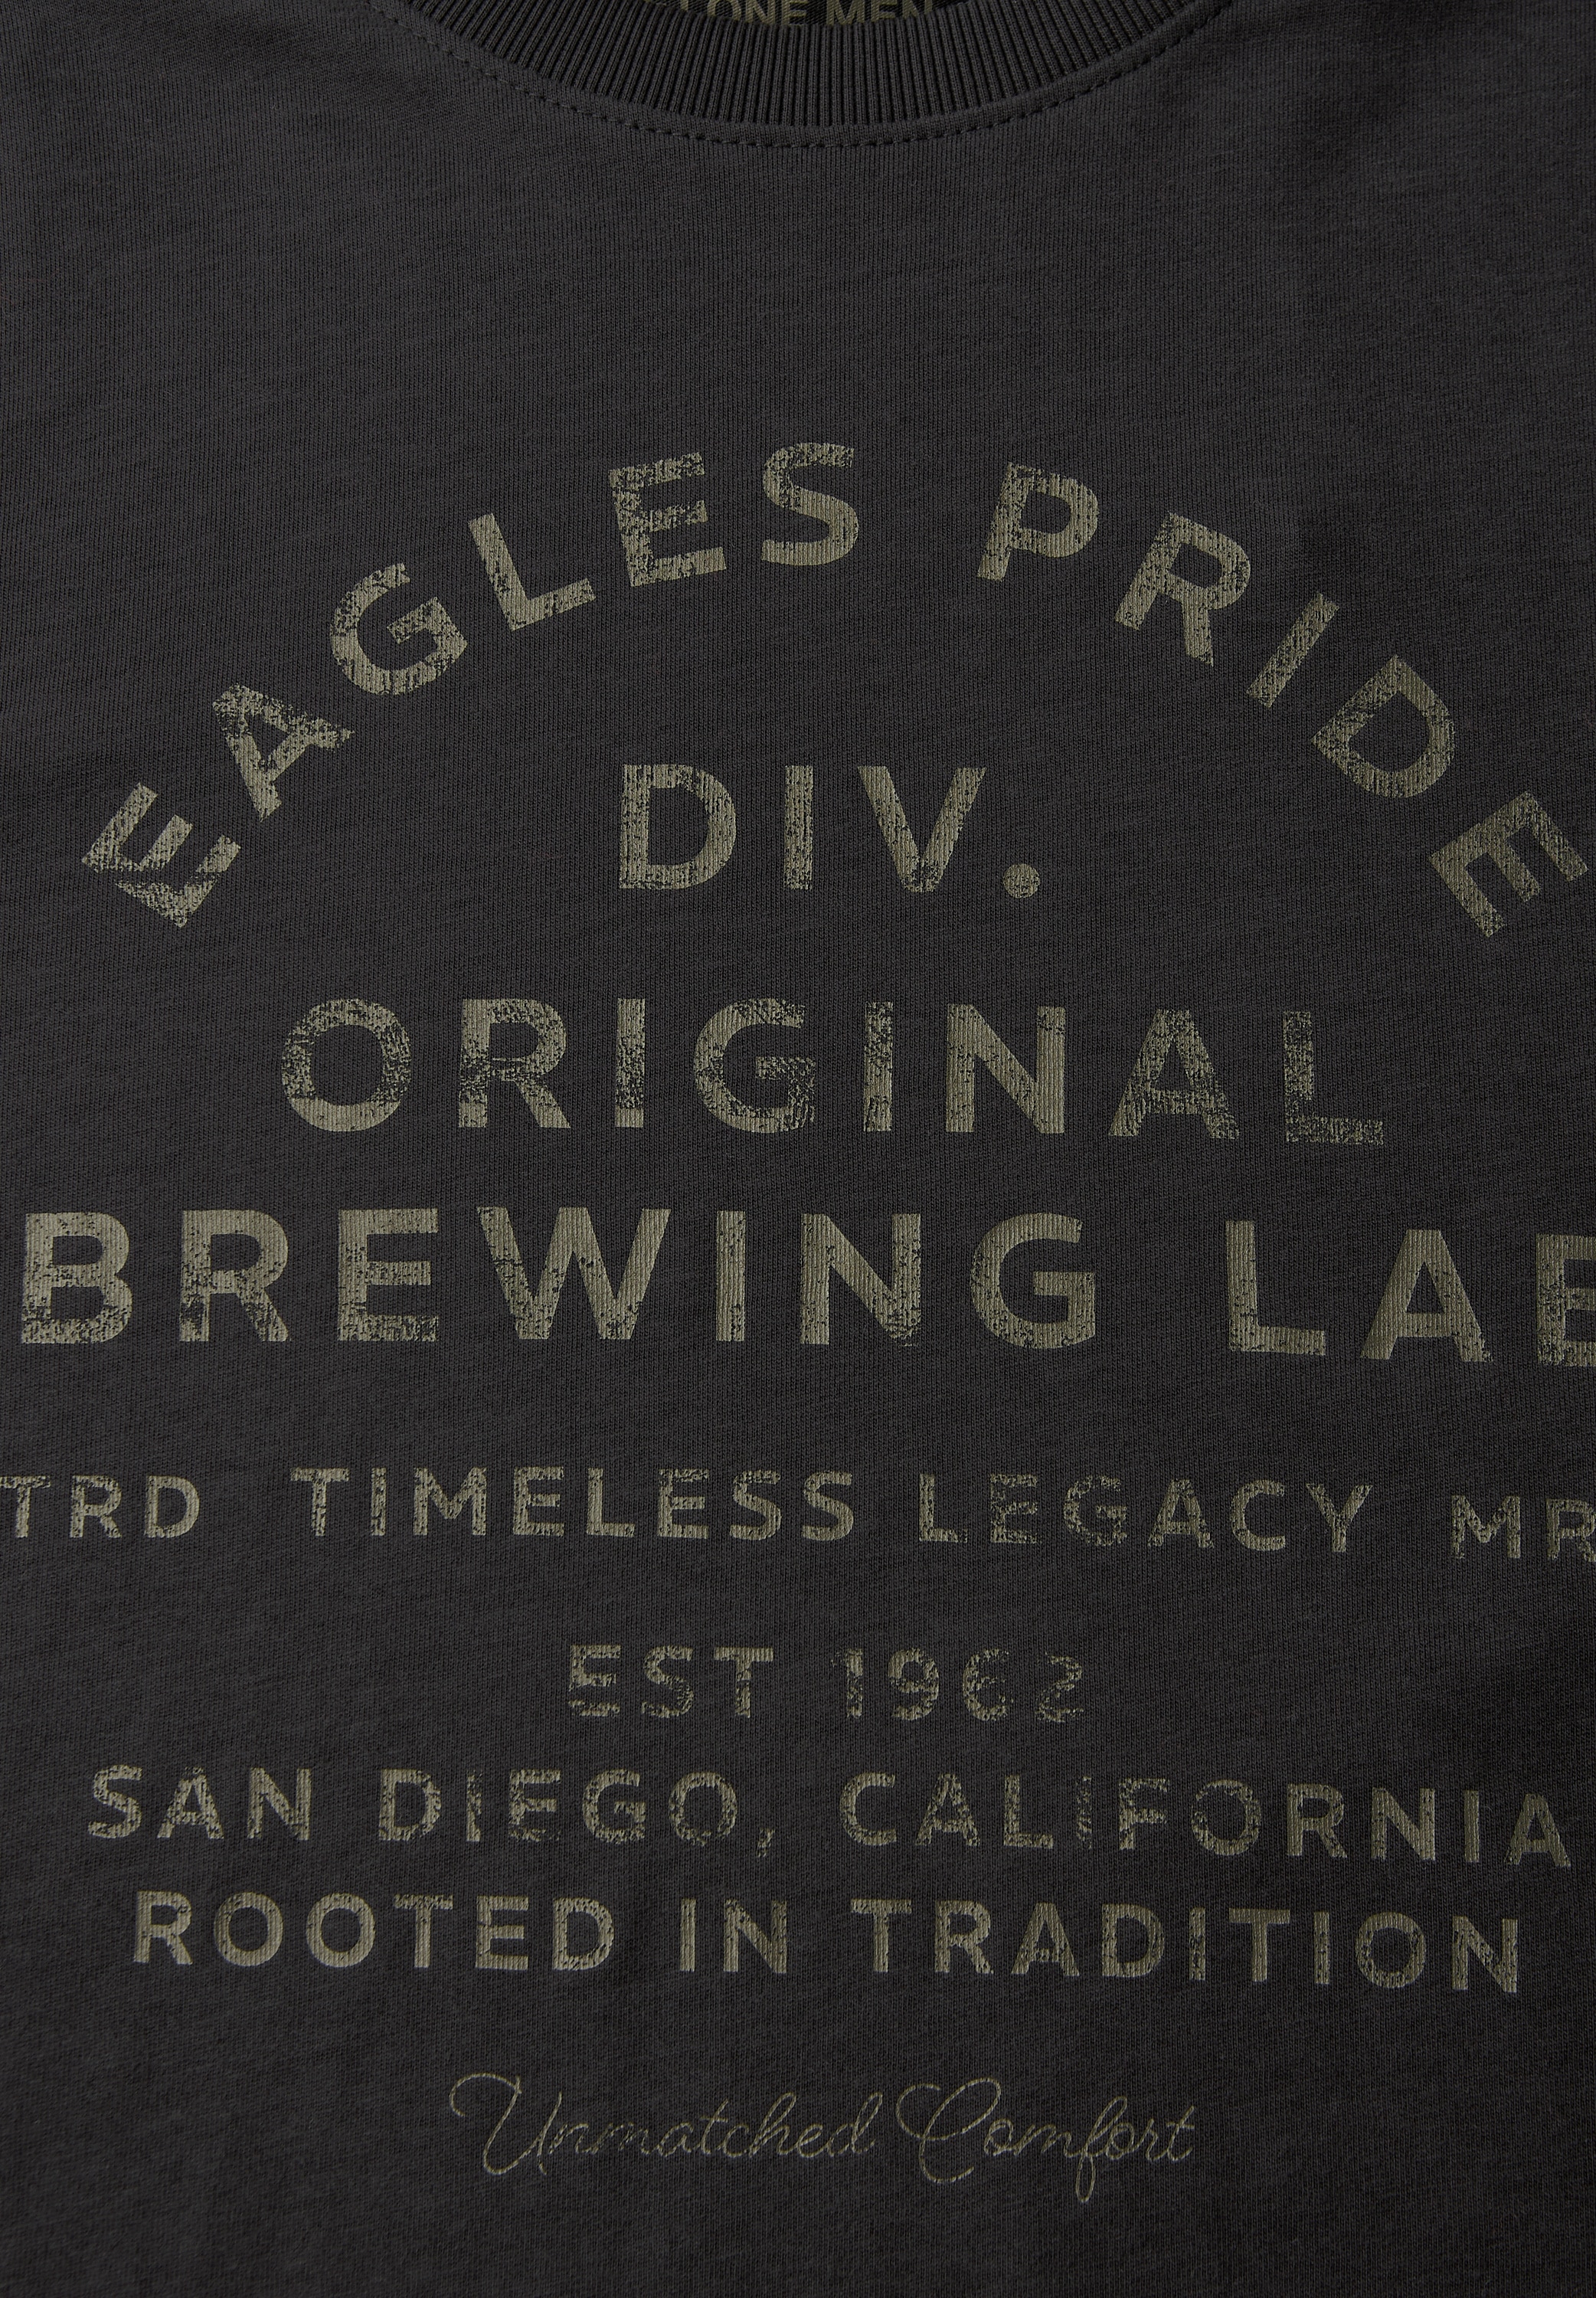 LONE MEN
EAGLES PRIDE
DIV.
ORIGINAL
BREWING LAB
TRD TIMELESS LEGACY MR
EST 1962
SAN DIEGO, CALIFORNIA
ROOTED IN TRADITION
Unmatched Comfort